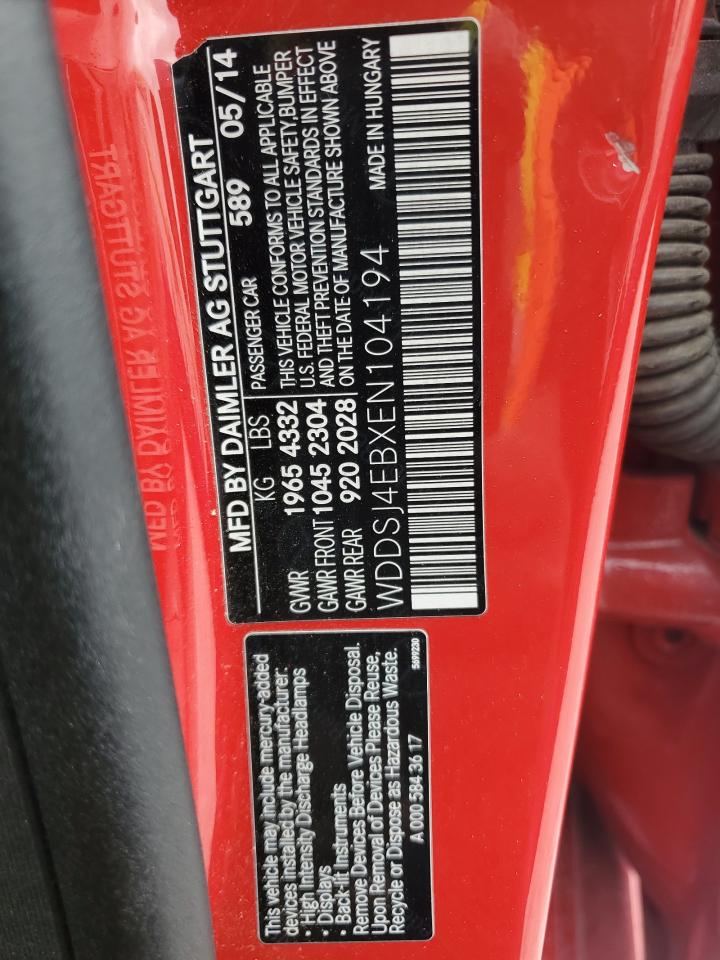 MFD BY DAIMLER AG STUTTGART
KG LBS 589 05/14
PASSENGER CAR
GVWR 1965 4332
GAWR FRONT 1045 2304
GAWR REAR 920 2028
THIS VEHICLE CONFORMS TO ALL APPLICABLE
U.S. FEDERAL MOTOR VEHICLE SAFETY,BUMPER
AND THEFT PREVENTION STANDARDS IN EFFECT
ON THE DATE OF MANUFACTURE SHOWN ABOVE
WDDSJ4EBXEN104194 MADE IN HUNGARY
This vehicle may include mercury-added
devices installed by the manufacturer:
• High Intensity Discharge Headlamps
• Displays
• Back-lit Instruments
Remove Devices Before Vehicle Disposal.
Upon Removal of Devices Please Reuse,
Recycle or Dispose as Hazardous Waste.
A 000 584 36 17 5699230
MFD BY DAIMLER AG STUTTGART